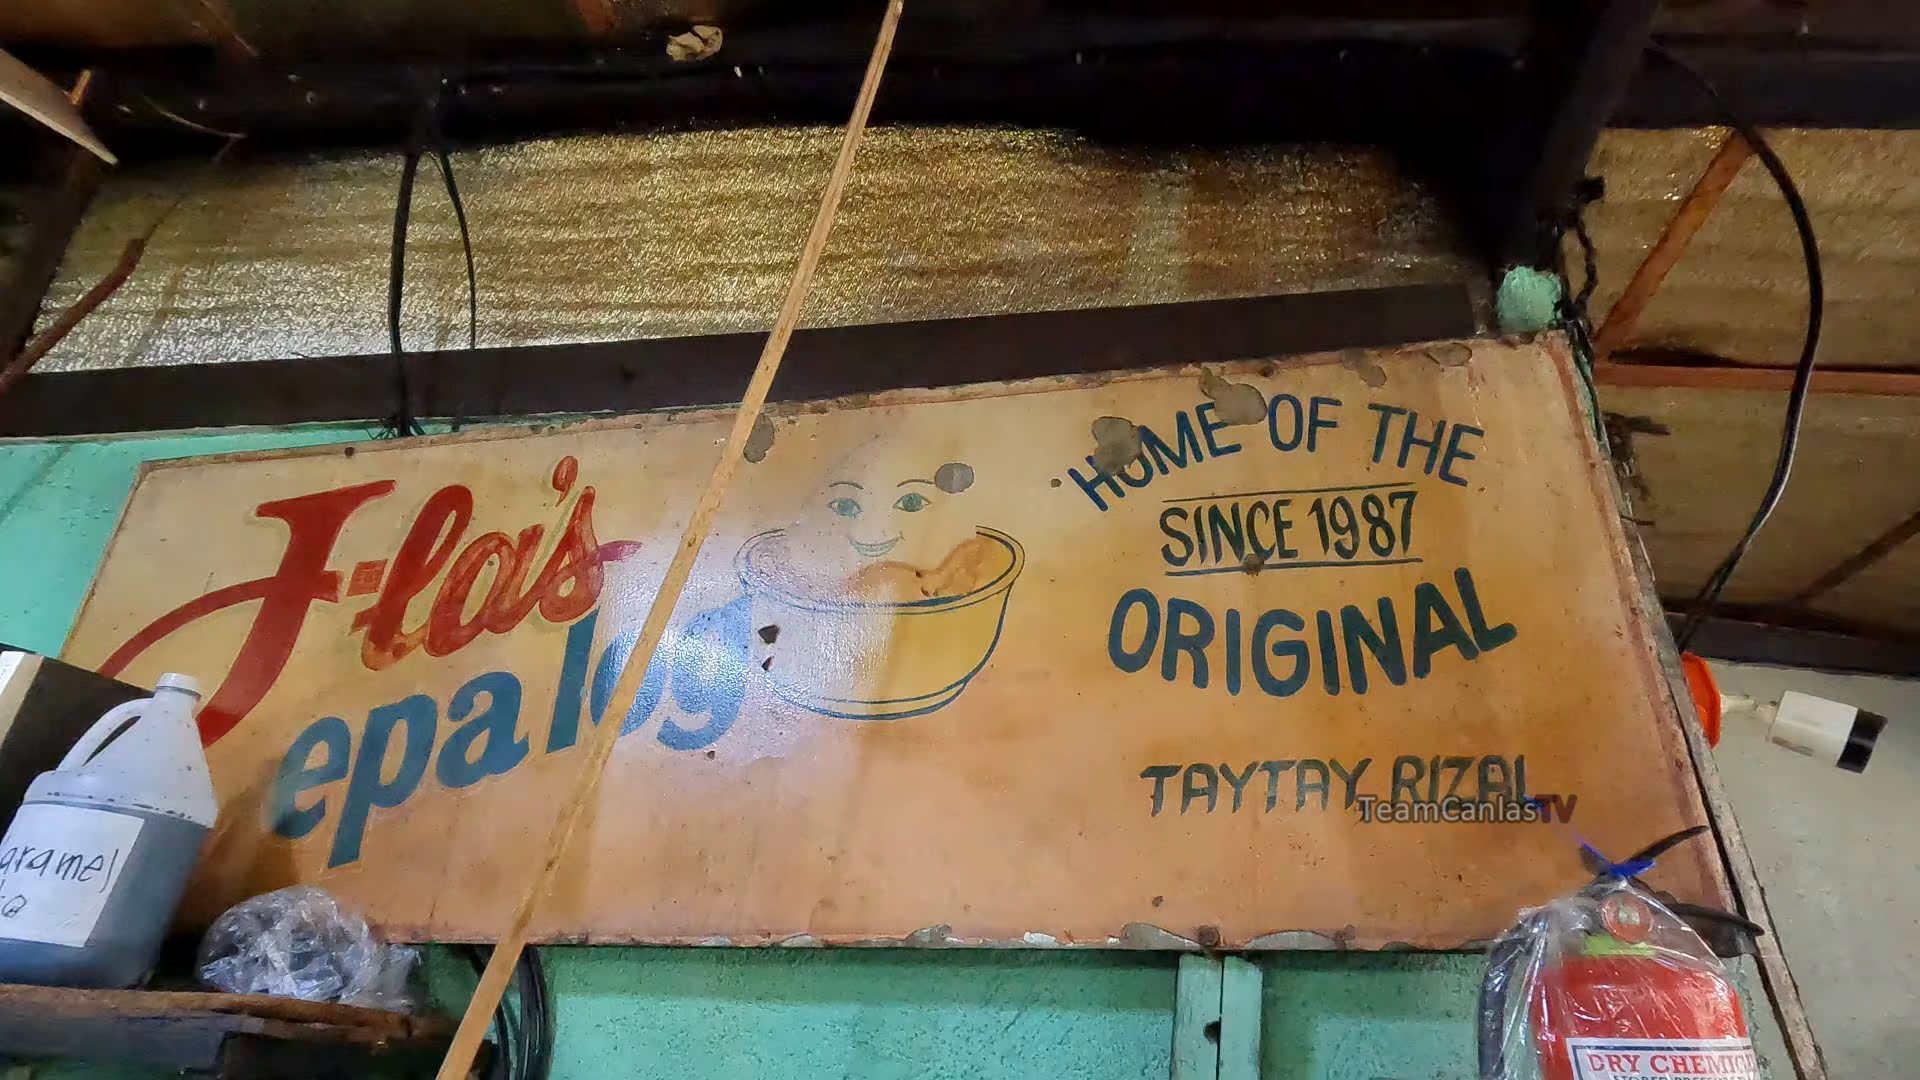 J-la's
epalog
HOME OF THE
SINCE 1987
ORIGINAL
TAYTAY RIZAL
TeamCanlasTV
aramel
DRY CHEMIC